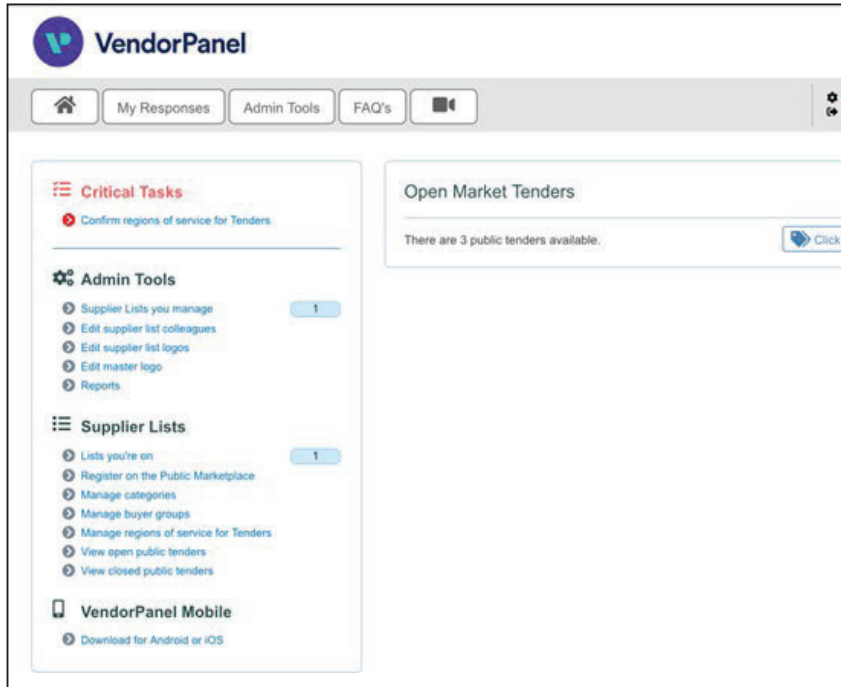 VendorPanel
My Responses
Admin Tools
FAQ's
Critical Tasks
Confirm regions of service for Tenders
Admin Tools
Supplier Lists you manage 1
Edit supplier list colleagues
Edit supplier list logos
Edit master logo
Reports
Supplier Lists
Lists you're on 1
Register on the Public Marketplace
Manage categories
Manage buyer groups
Manage regions of service for Tenders
View open public tenders
View closed public tenders
VendorPanel Mobile
Download for Android or iOS
Open Market Tenders
There are 3 public tenders available.
Click